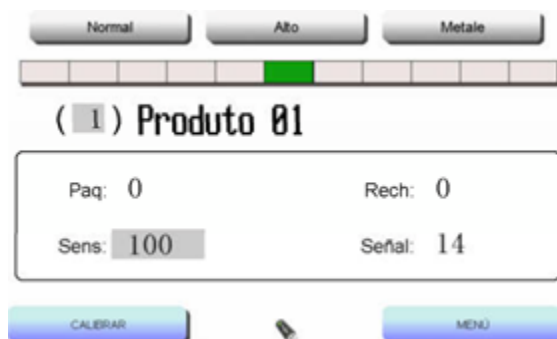 Normal Alto Metale
( 1 ) Produto 01
Paq: 0 Rech: 0
Sens: 100 Señal: 14
CALIBRAR MENÚ